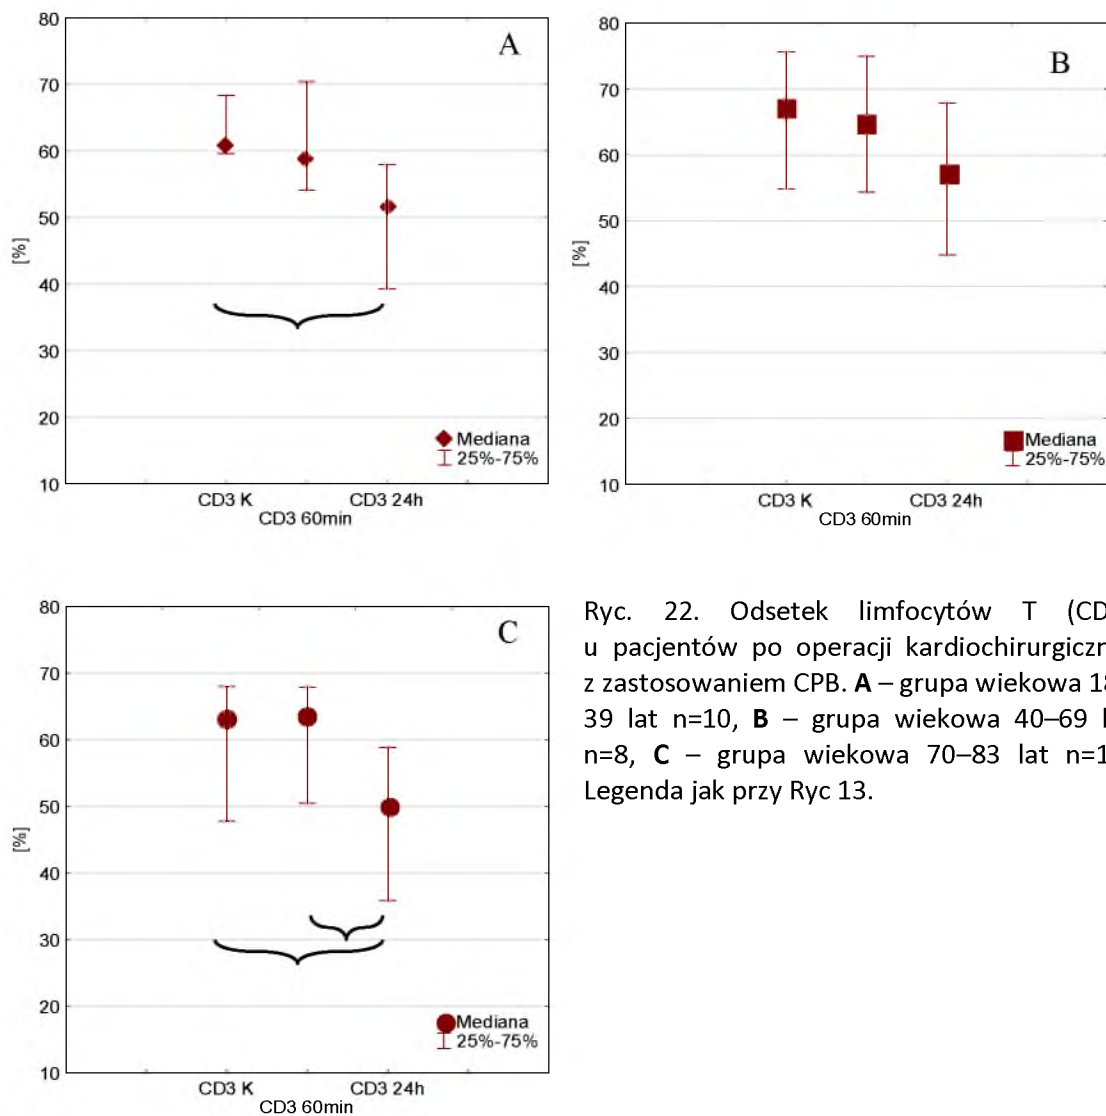 A
80
70
60
50
40
30
20
10
[%]
Mediana
25%-75%
CD3 K
CD3 60min
CD3 24h
B
80
70
60
50
40
30
20
10
[%]
Mediana
25%-75%
CD3 K
CD3 60min
CD3 24h
C
80
70
60
50
40
30
20
10
[%]
Mediana
25%-75%
CD3 K
CD3 60min
CD3 24h
Ryc. 22. Odsetek limfocytów T (CD
u pacjentów po operacji kardiochirurgiczn
z zastosowaniem CPB. A – grupa wiekowa 18
39 lat n=10, B – grupa wiekowa 40–69 l
n=8, C – grupa wiekowa 70–83 lat n=1
Legenda jak przy Ryc 13.